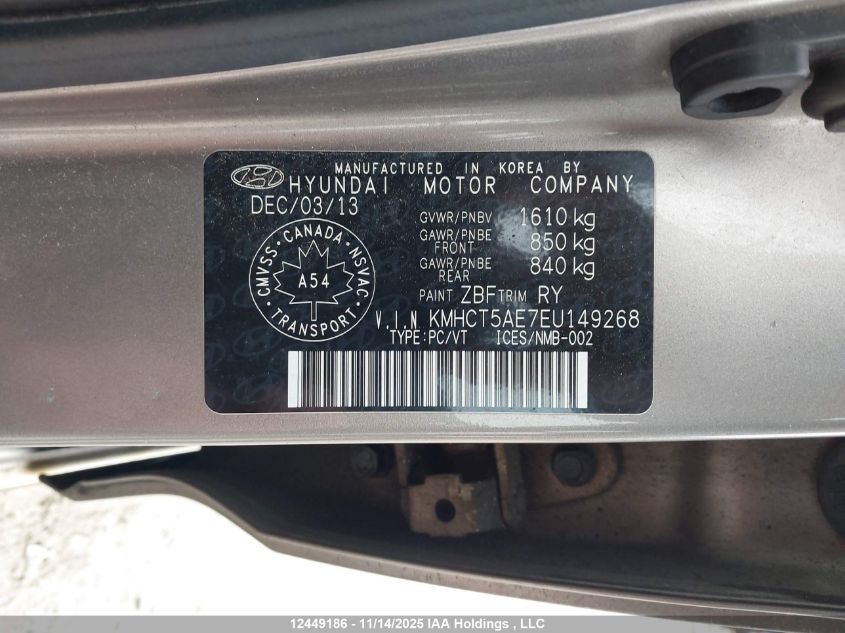 MANUFACTURED IN KOREA BY
HYUNDAI MOTOR COMPANY
DEC/03/13
GVWR/PNBV 1610 kg
GAWR/PNBE FRONT 850 kg
GAWR/PNBE REAR 840 kg
CMVSS · CANADA · NSVAC
A54
TRANSPORT
PAINT ZBF TRIM RY
V.I.N KMHCT5AE7EU149268
TYPE:PC/VT ICES/NMB-002
12449186 - 11/14/2025 IAA Holdings , LLC